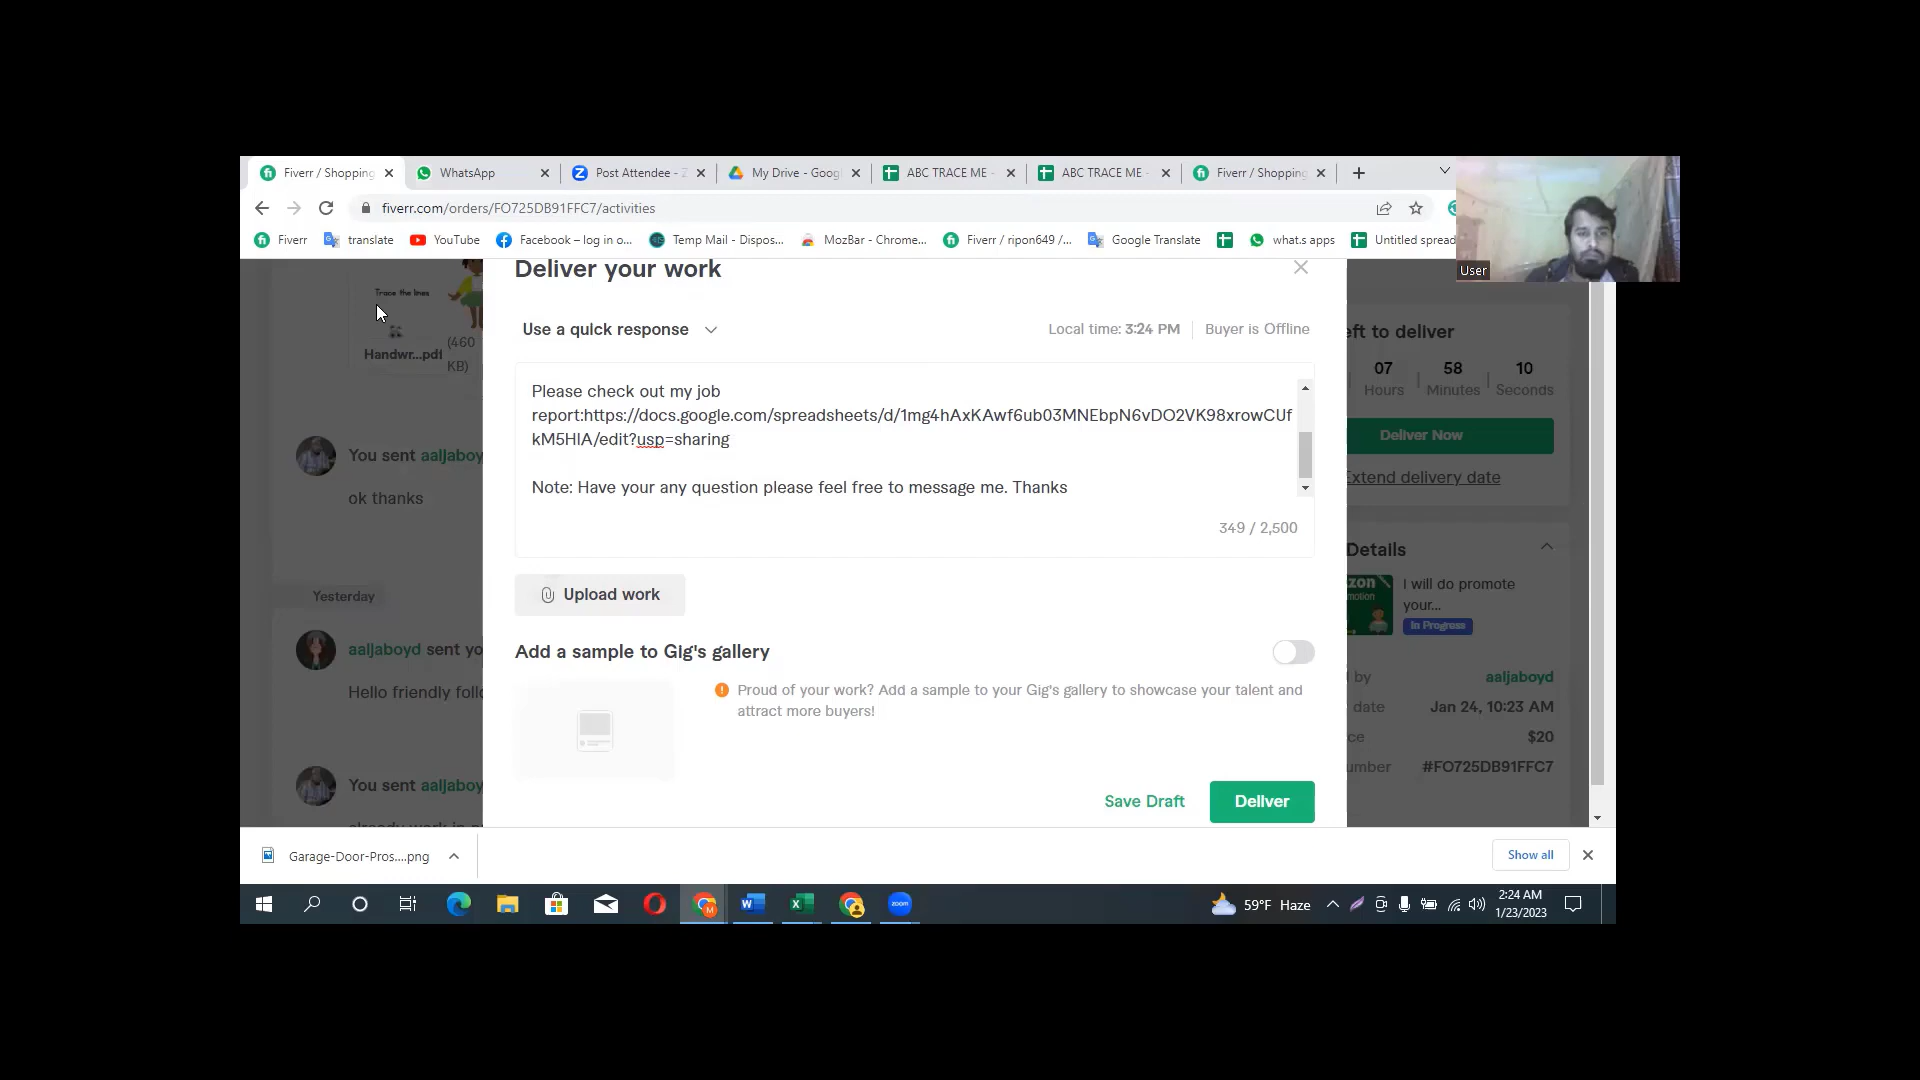 Fiverr / Shopping
WhatsApp
Post Attendee - Z
My Drive - Googl
ABC TRACE ME -
ABC TRACE ME -
Fiverr / Shopping
fiverr.com/orders/FO725DB91FFC7/activities
Fiverr
translate
YouTube
Facebook – log in o...
Temp Mail - Dispos...
MozBar - Chrome...
Fiverr / ripon649 /...
Google Translate
what.s apps
Untitled spread
User
Deliver your work
Trace the lines
Handwr...pdf
(460
KB)
Use a quick response
Local time: 3:24 PM
Buyer is Offline
eft to deliver
07
58
10
Hours
Minutes
Seconds
Please check out my job
report:https://docs.google.com/spreadsheets/d/1mg4hAxKAwf6ub03MNEbpN6vDO2VK98xrowCUf
kM5HIA/edit?usp=sharing
Note: Have your any question please feel free to message me. Thanks
349 / 2,500
Deliver Now
Extend delivery date
You sent aaljaboy
ok thanks
Upload work
Details
zon
motion
I will do promote
your...
In Progress
Yesterday
Add a sample to Gig's gallery
Proud of your work? Add a sample to your Gig's gallery to showcase your talent and
attract more buyers!
aaljaboyd sent yo
Hello friendly foll
by
aaljaboyd
date
Jan 24, 10:23 AM
ce
$20
umber
#FO725DB91FFC7
You sent aaljaboy
Save Draft
Deliver
Garage-Door-Pros....png
Show all
zoom
59°F Haze
2:24 AM
1/23/2023